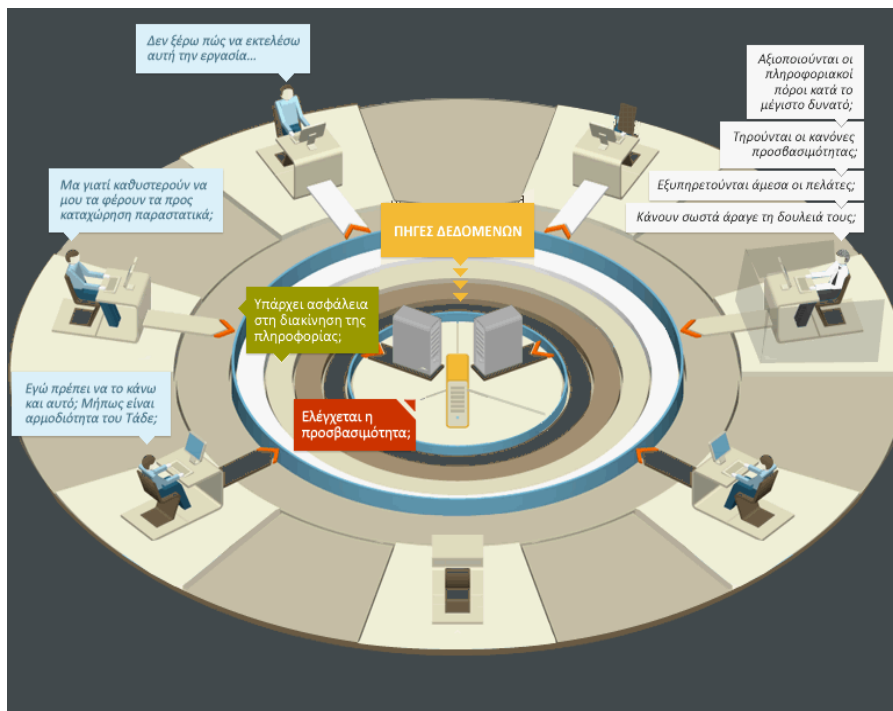 Δεν ξέρω πώς να εκτελέσω
αυτή την εργασία...
Αξιοποιούνται οι
πληροφοριακοί
πόροι κατά το
μέγιστο δυνατό;
Τηρούνται οι κανόνες
προσβασιμότητας;
Εξυπηρετούνται άμεσα οι πελάτες;
Κάνουν σωστά άραγε τη δουλειά τους;
Μα γιατί καθυστερούν να
μου τα φέρουν τα προς
καταχώρηση παραστατικά;
ΠΗΓΕΣ ΔΕΔΟΜΕΝΩΝ
Υπάρχει ασφάλεια
στη διακίνηση της
πληροφορίας;
Εγώ πρέπει να το κάνω
και αυτό; Μήπως είναι
αρμοδιότητα του Τάδε;
Ελέγχεται η
προσβασιμότητα;